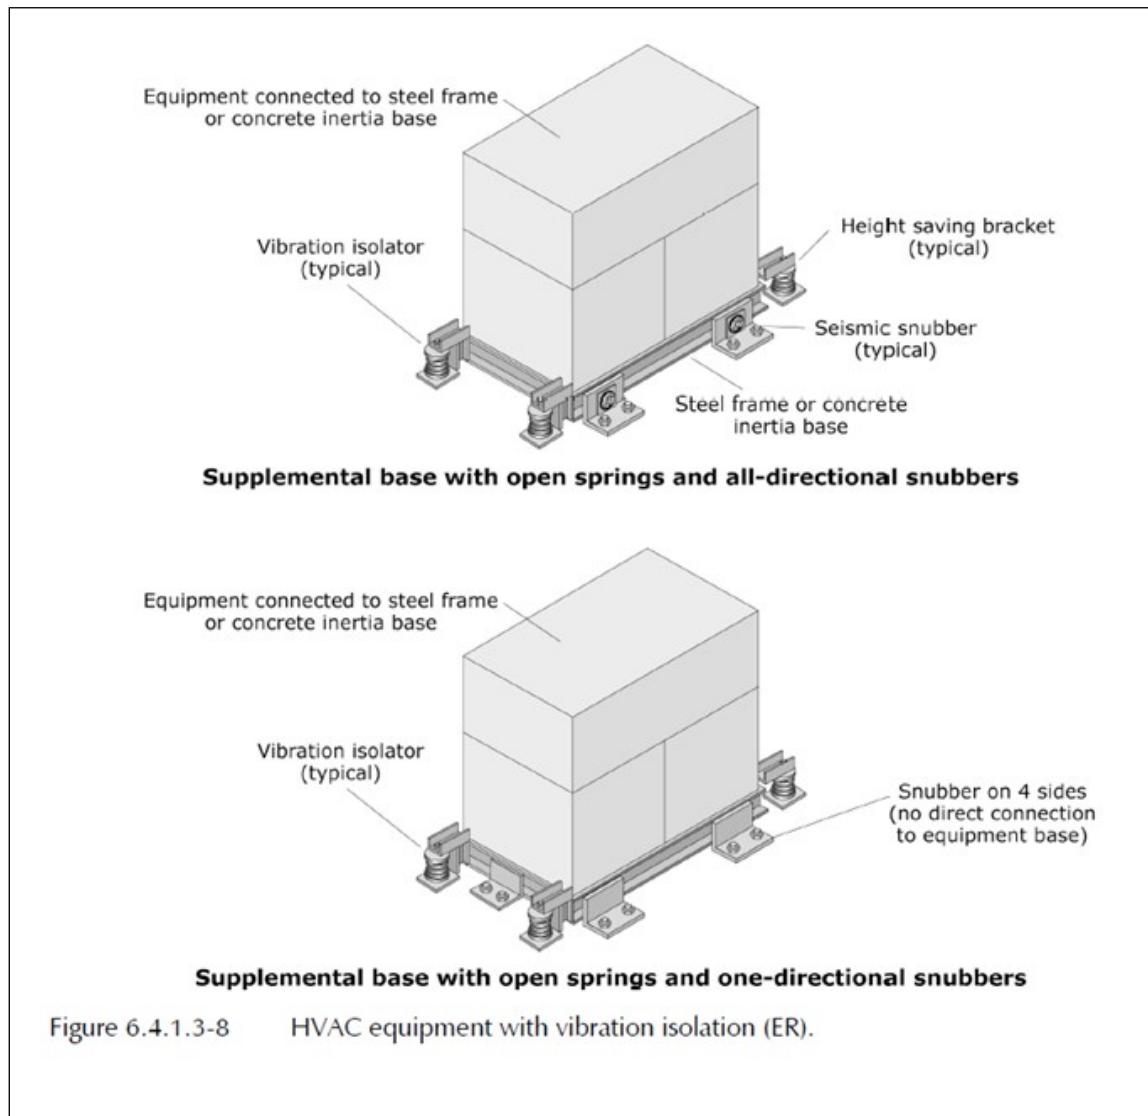 Equipment connected to steel frame
or concrete inertia base
Vibration isolator
(typical)
Height saving bracket
(typical)
Seismic snubber
(typical)
Steel frame or concrete
inertia base
Supplemental base with open springs and all-directional snubbers
Equipment connected to steel frame
or concrete inertia base
Vibration isolator
(typical)
Snubber on 4 sides
(no direct connection
to equipment base)
Supplemental base with open springs and one-directional snubbers
Figure 6.4.1.3-8 HVAC equipment with vibration isolation (ER).